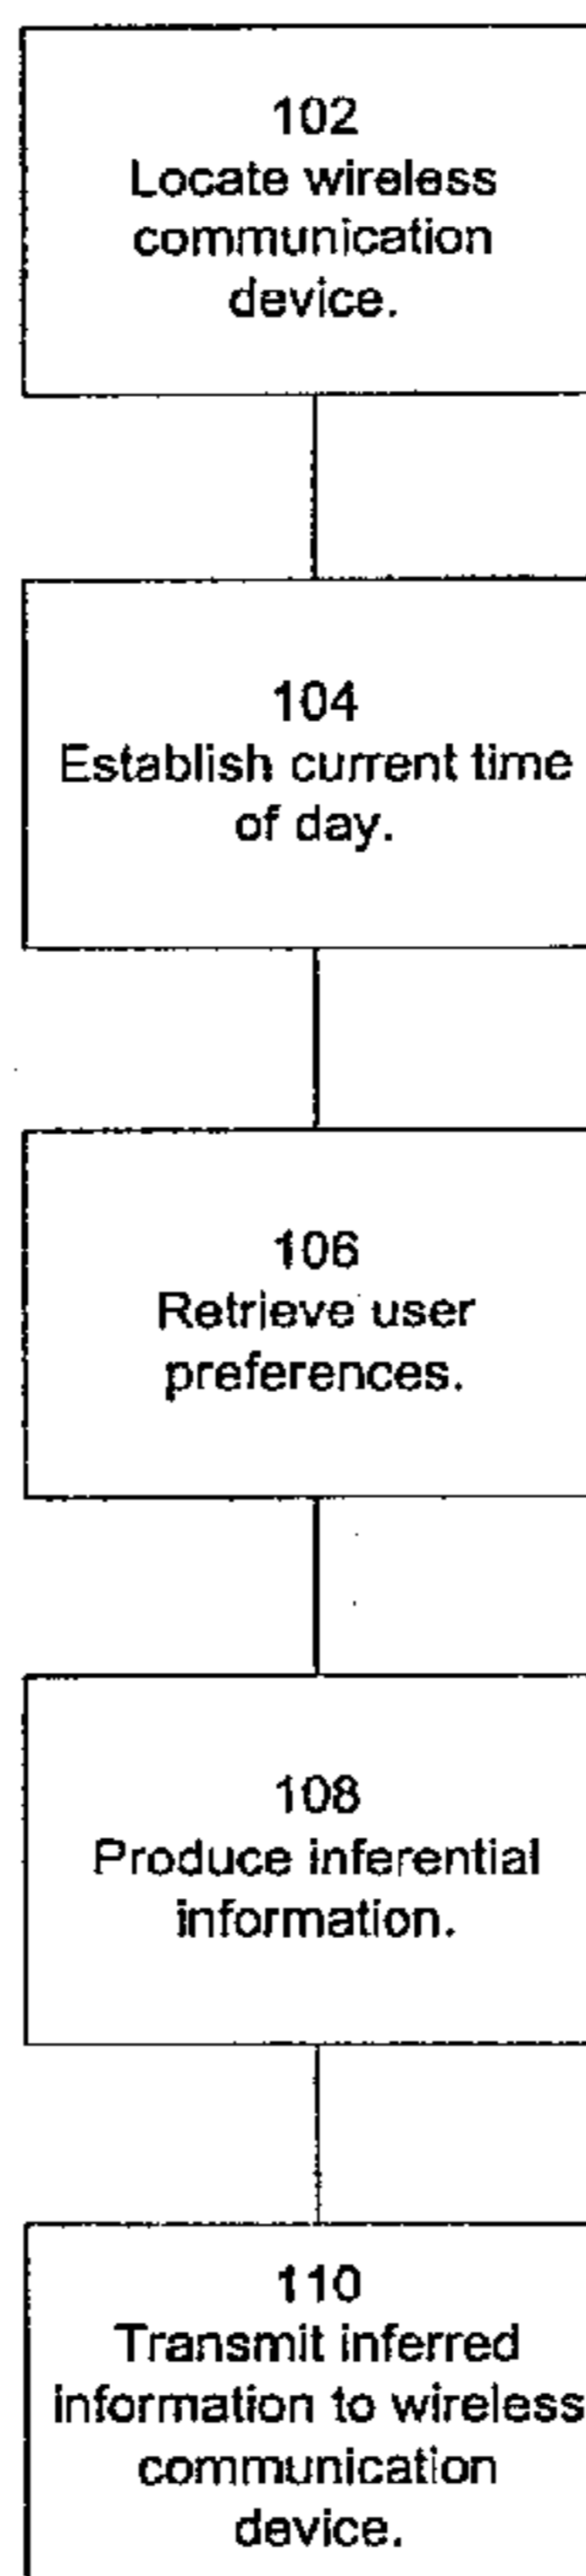 102
Locate wireless
communication
device.
104
Establish current time
of day.
106
Retrieve user
preferences.
108
Produce inferential
information.
110
Transmit inferred
information to wireless
communication
device.